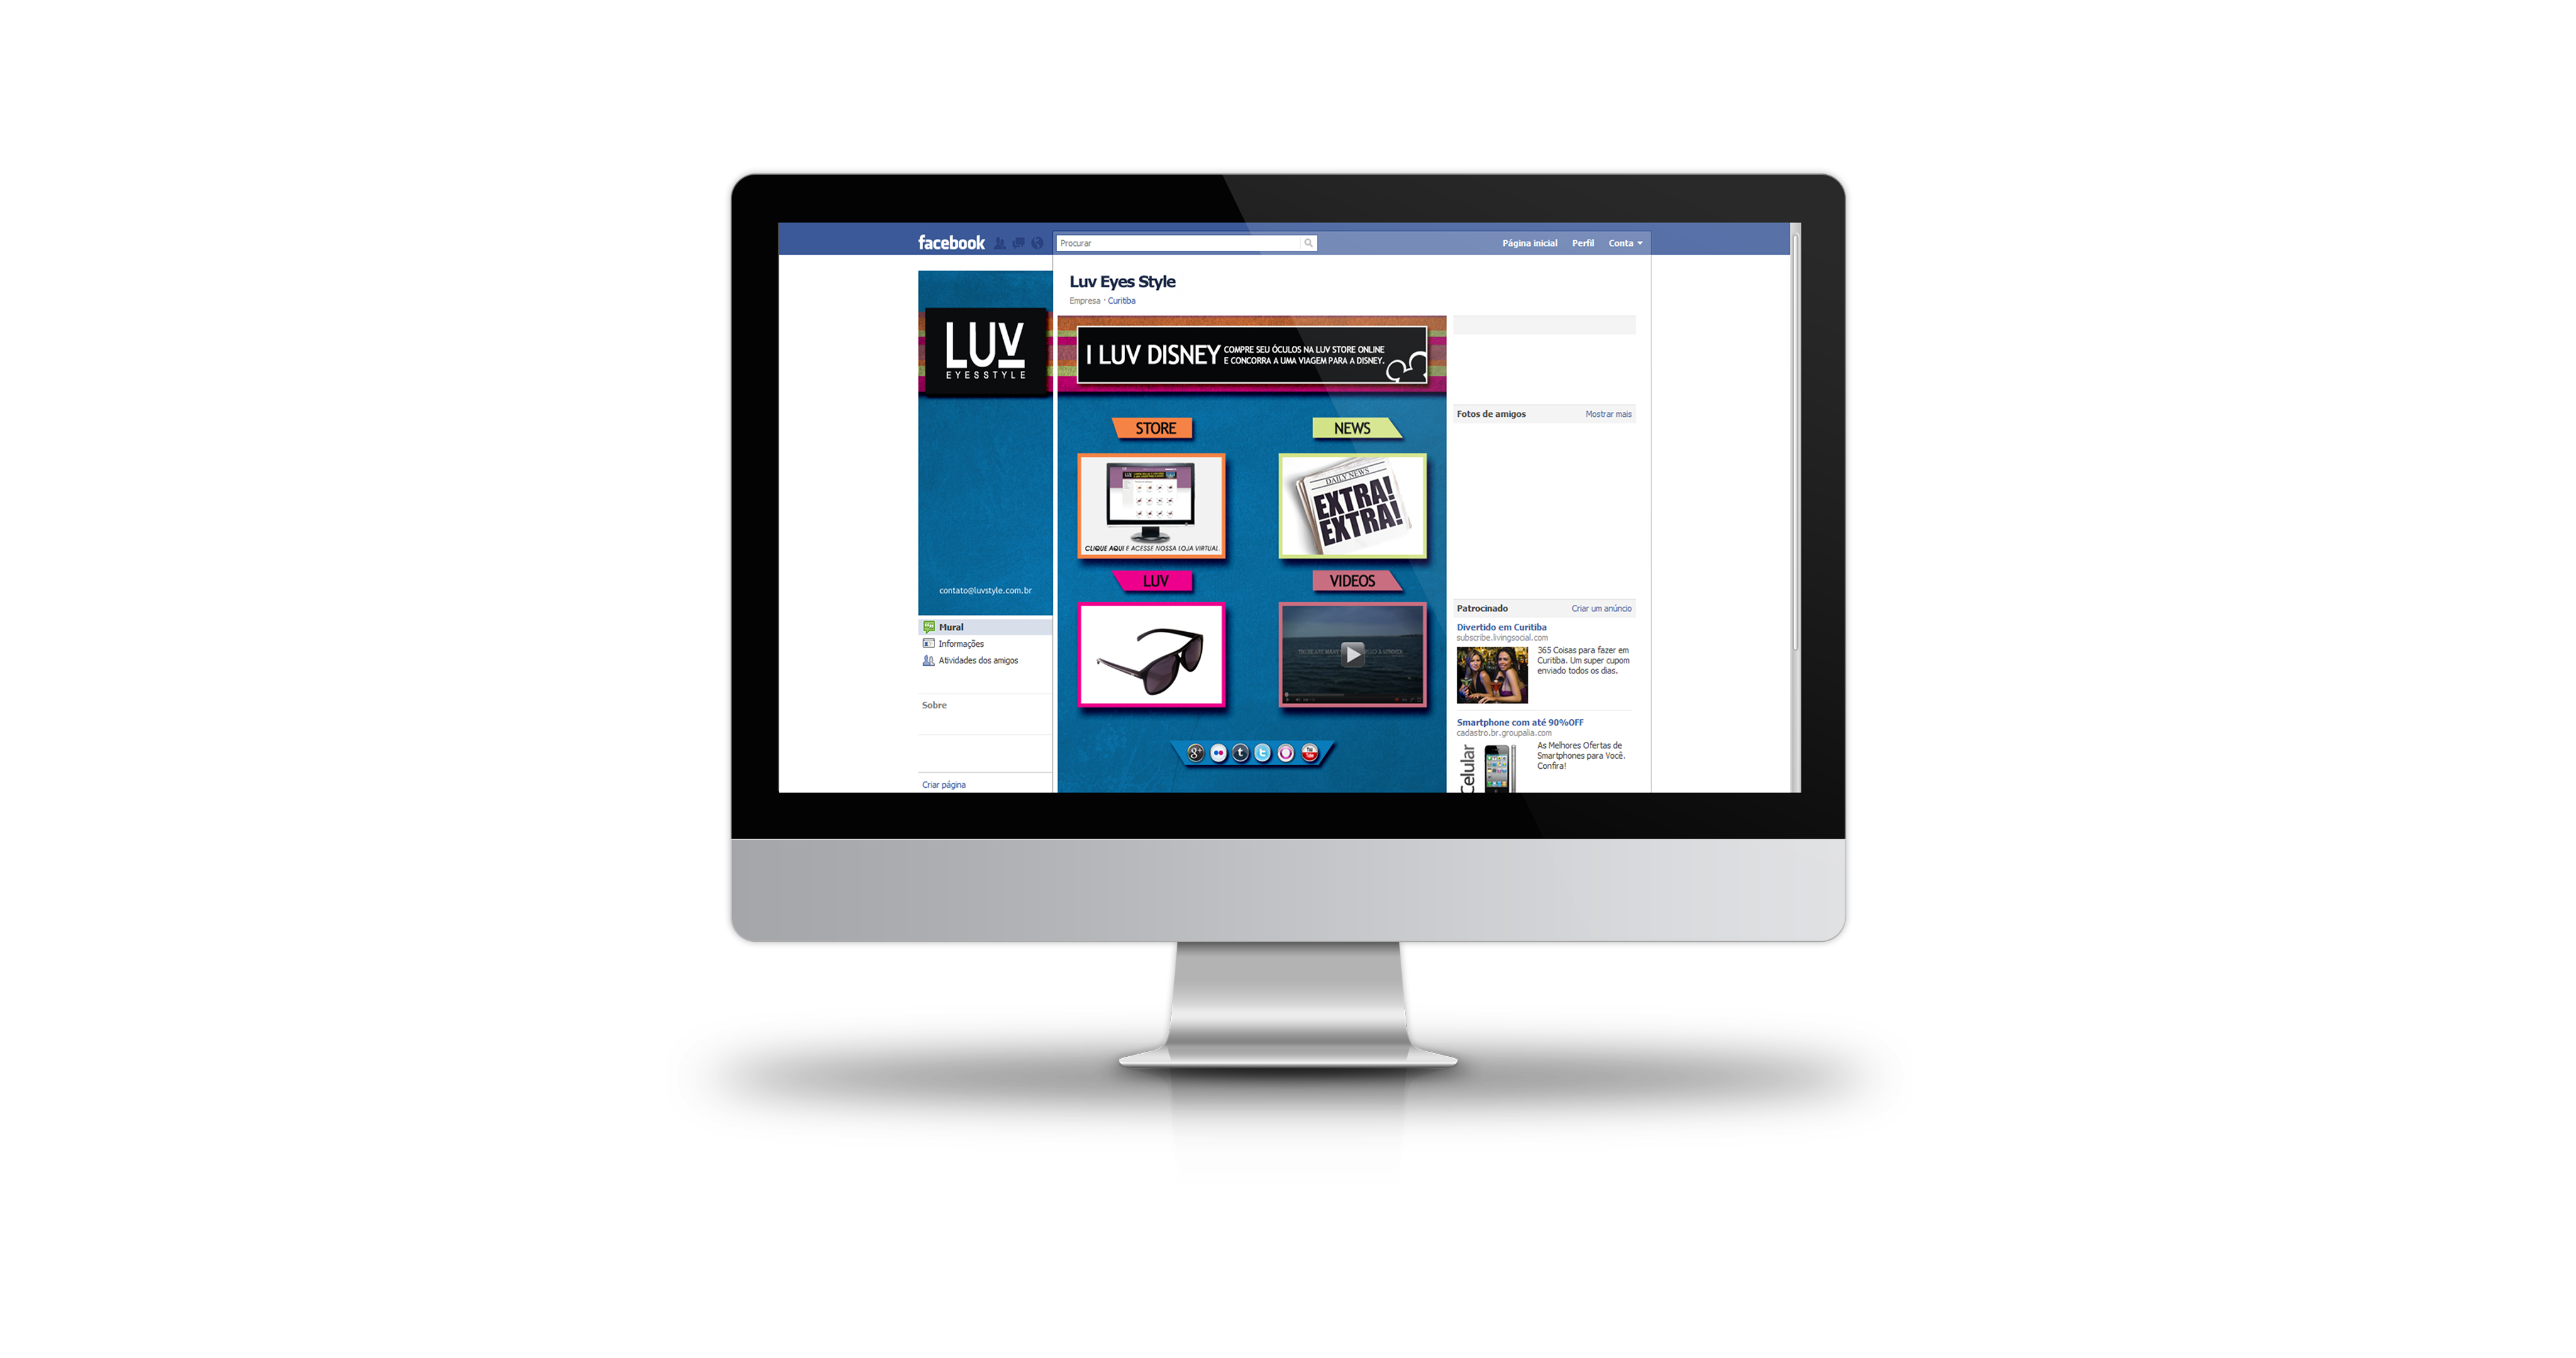 facebook
Procurar
Página inicial Perfil Conta
LUV
EYESSTYLE
contato@luvstyle.com.br
Mural
Informações
Atividades dos amigos
Sobre
Criar página
Luv Eyes Style
Empresa · Curitiba
I LUV DISNEY
COMPRE SEU ÓCULOS NA LUV STORE ONLINE
E CONCORRA A UMA VIAGEM PARA A DISNEY.
STORE
CLIQUE AQUI E ACESSE NOSSA LOJA VIRTUAL.
NEWS
DAILY NEWS
EXTRA!
EXTRA!
LUV
VIDEOS
Fotos de amigos Mostrar mais
Patrocinado Criar um anúncio
Divertido em Curitiba
subscribe.livingsocial.com
365 Coisas para fazer em
Curitiba. Um super cupom
enviado todos os dias.
Smartphone com até 90%OFF
cadastro.br.groupalia.com
Celular
As Melhores Ofertas de
Smartphones para Você.
Confira!